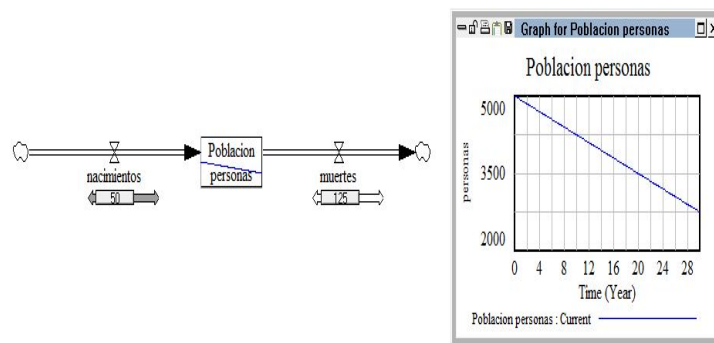 Poblacion
personas
nacimientos
50
muertes
125
Graph for Poblacion personas
Poblacion personas
5000
3500
2000
personas
0 4 8 12 16 20 24 28
Time (Year)
Poblacion personas : Current